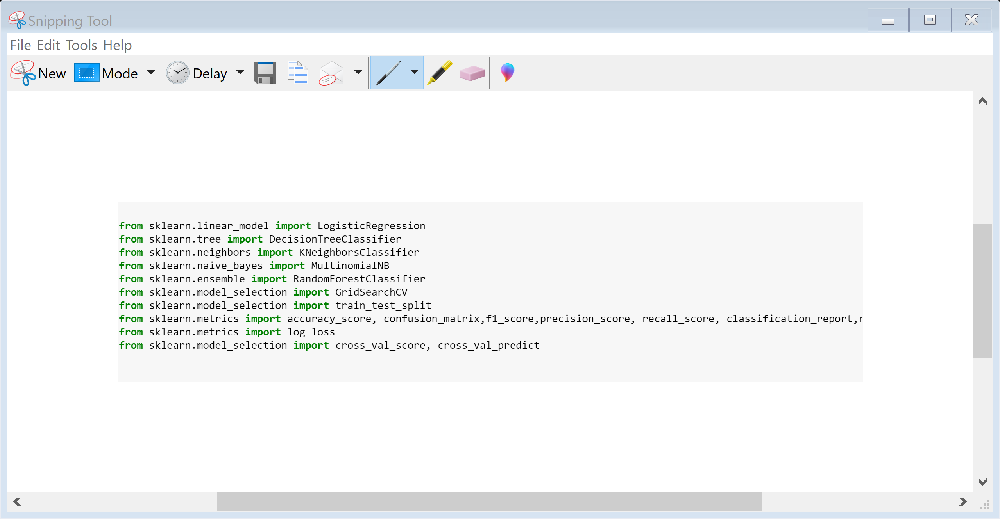 Snipping Tool
File Edit Tools Help
New Mode Delay
from sklearn.linear_model import LogisticRegression
from sklearn.tree import DecisionTreeClassifier
from sklearn.neighbors import KNeighborsClassifier
from sklearn.naive_bayes import MultinomialNB
from sklearn.ensemble import RandomForestClassifier
from sklearn.model_selection import GridSearchCV
from sklearn.model_selection import train_test_split
from sklearn.metrics import accuracy_score, confusion_matrix,f1_score,precision_score, recall_score, classification_report,
from sklearn.metrics import log_loss
from sklearn.model_selection import cross_val_score, cross_val_predict